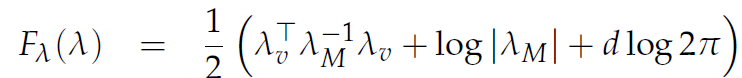 F_λ(λ) = 1/2 (λ_v^⊤ λ_M^{-1} λ_v + log |λ_M| + d log 2π)